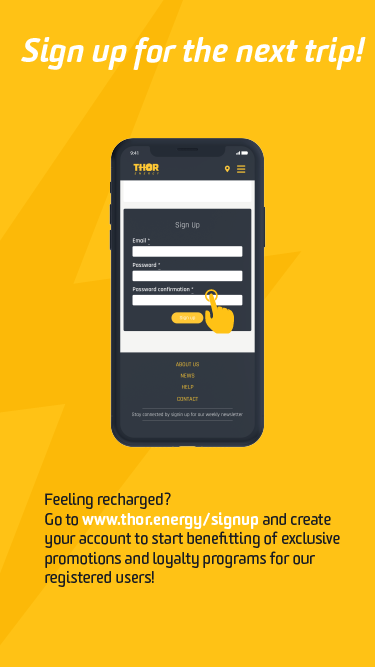 Sign up for the next trip!
9:41
THOR
ENERGY
Sign Up
Email *
Password *
Password confirmation *
Sign Up
ABOUT US
NEWS
HELP
CONTACT
Stay connected by signin up for our weekly newsletter
Feeling recharged?
Go to www.thor.energy/signup and create
your account to start benefitting of exclusive
promotions and loyalty programs for our
registered users!